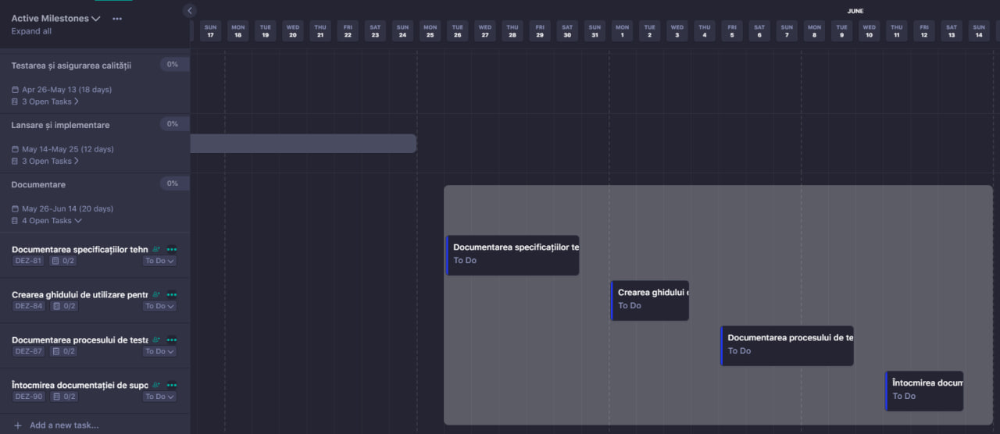 Active Milestones •••
Expand all
JUNE
SUN 17 MON 18 TUE 19 WED 20 THU 21 FRI 22 SAT 23 SUN 24 MON 25 TUE 26 WED 27 THU 28 FRI 29 SAT 30 SUN 31 MON 1 TUE 2 WED 3 THU 4 FRI 5 SAT 6 SUN 7 MON 8 TUE 9 WED 10 THU 11 FRI 12 SAT 13 SUN 14
Testarea și asigurarea calității 0%
Apr 26-May 13 (18 days)
3 Open Tasks
Lansare și implementare 0%
May 14-May 25 (12 days)
3 Open Tasks
Documentare 0%
May 26-Jun 14 (20 days)
4 Open Tasks
Documentarea specificațiilor tehn
DEZ-81 0/2 To Do
Crearea ghidului de utilizare pentr
DEZ-84 0/2 To Do
Documentarea procesului de testa
DEZ-87 0/2 To Do
Întocmirea documentației de supo
DEZ-90 0/2 To Do
+ Add a new task...
Documentarea specificațiilor te
To Do
Crearea ghidului d
To Do
Documentarea procesului de te
To Do
Întocmirea docum
To Do